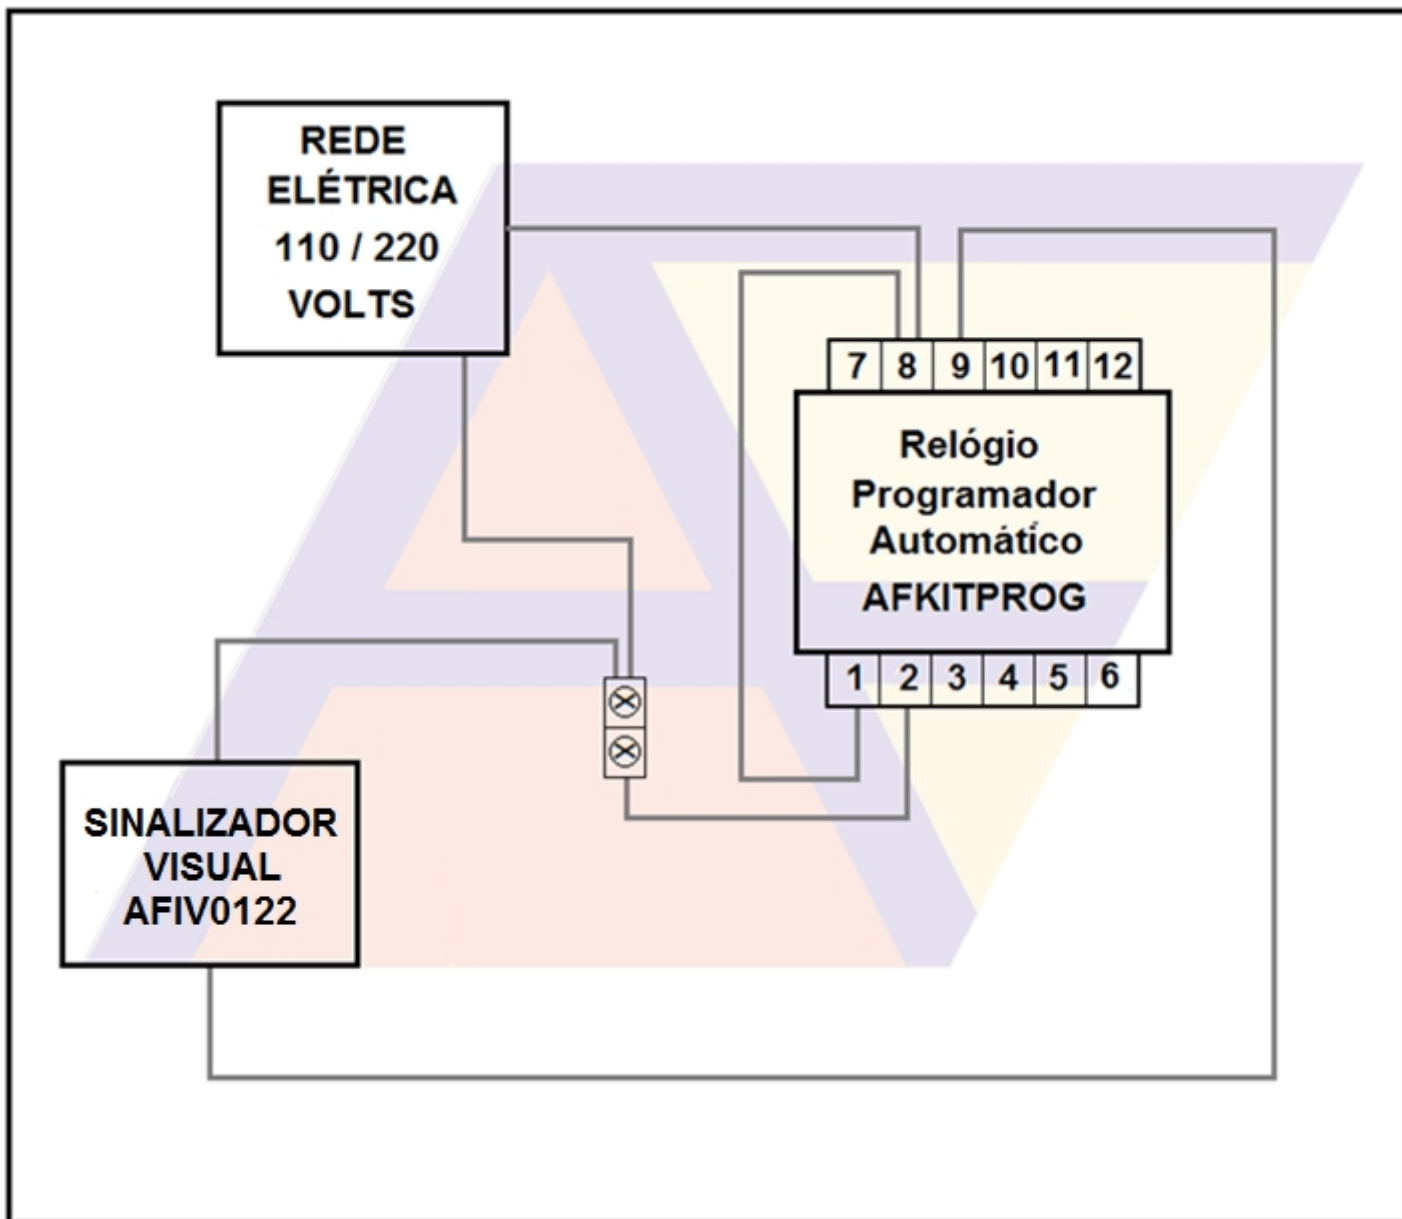 REDE
ELÉTRICA
110 / 220
VOLTS
7 8 9 10 11 12
Relógio
Programador
Automático
AFKITPROG
1 2 3 4 5 6
SINALIZADOR
VISUAL
AFIV0122